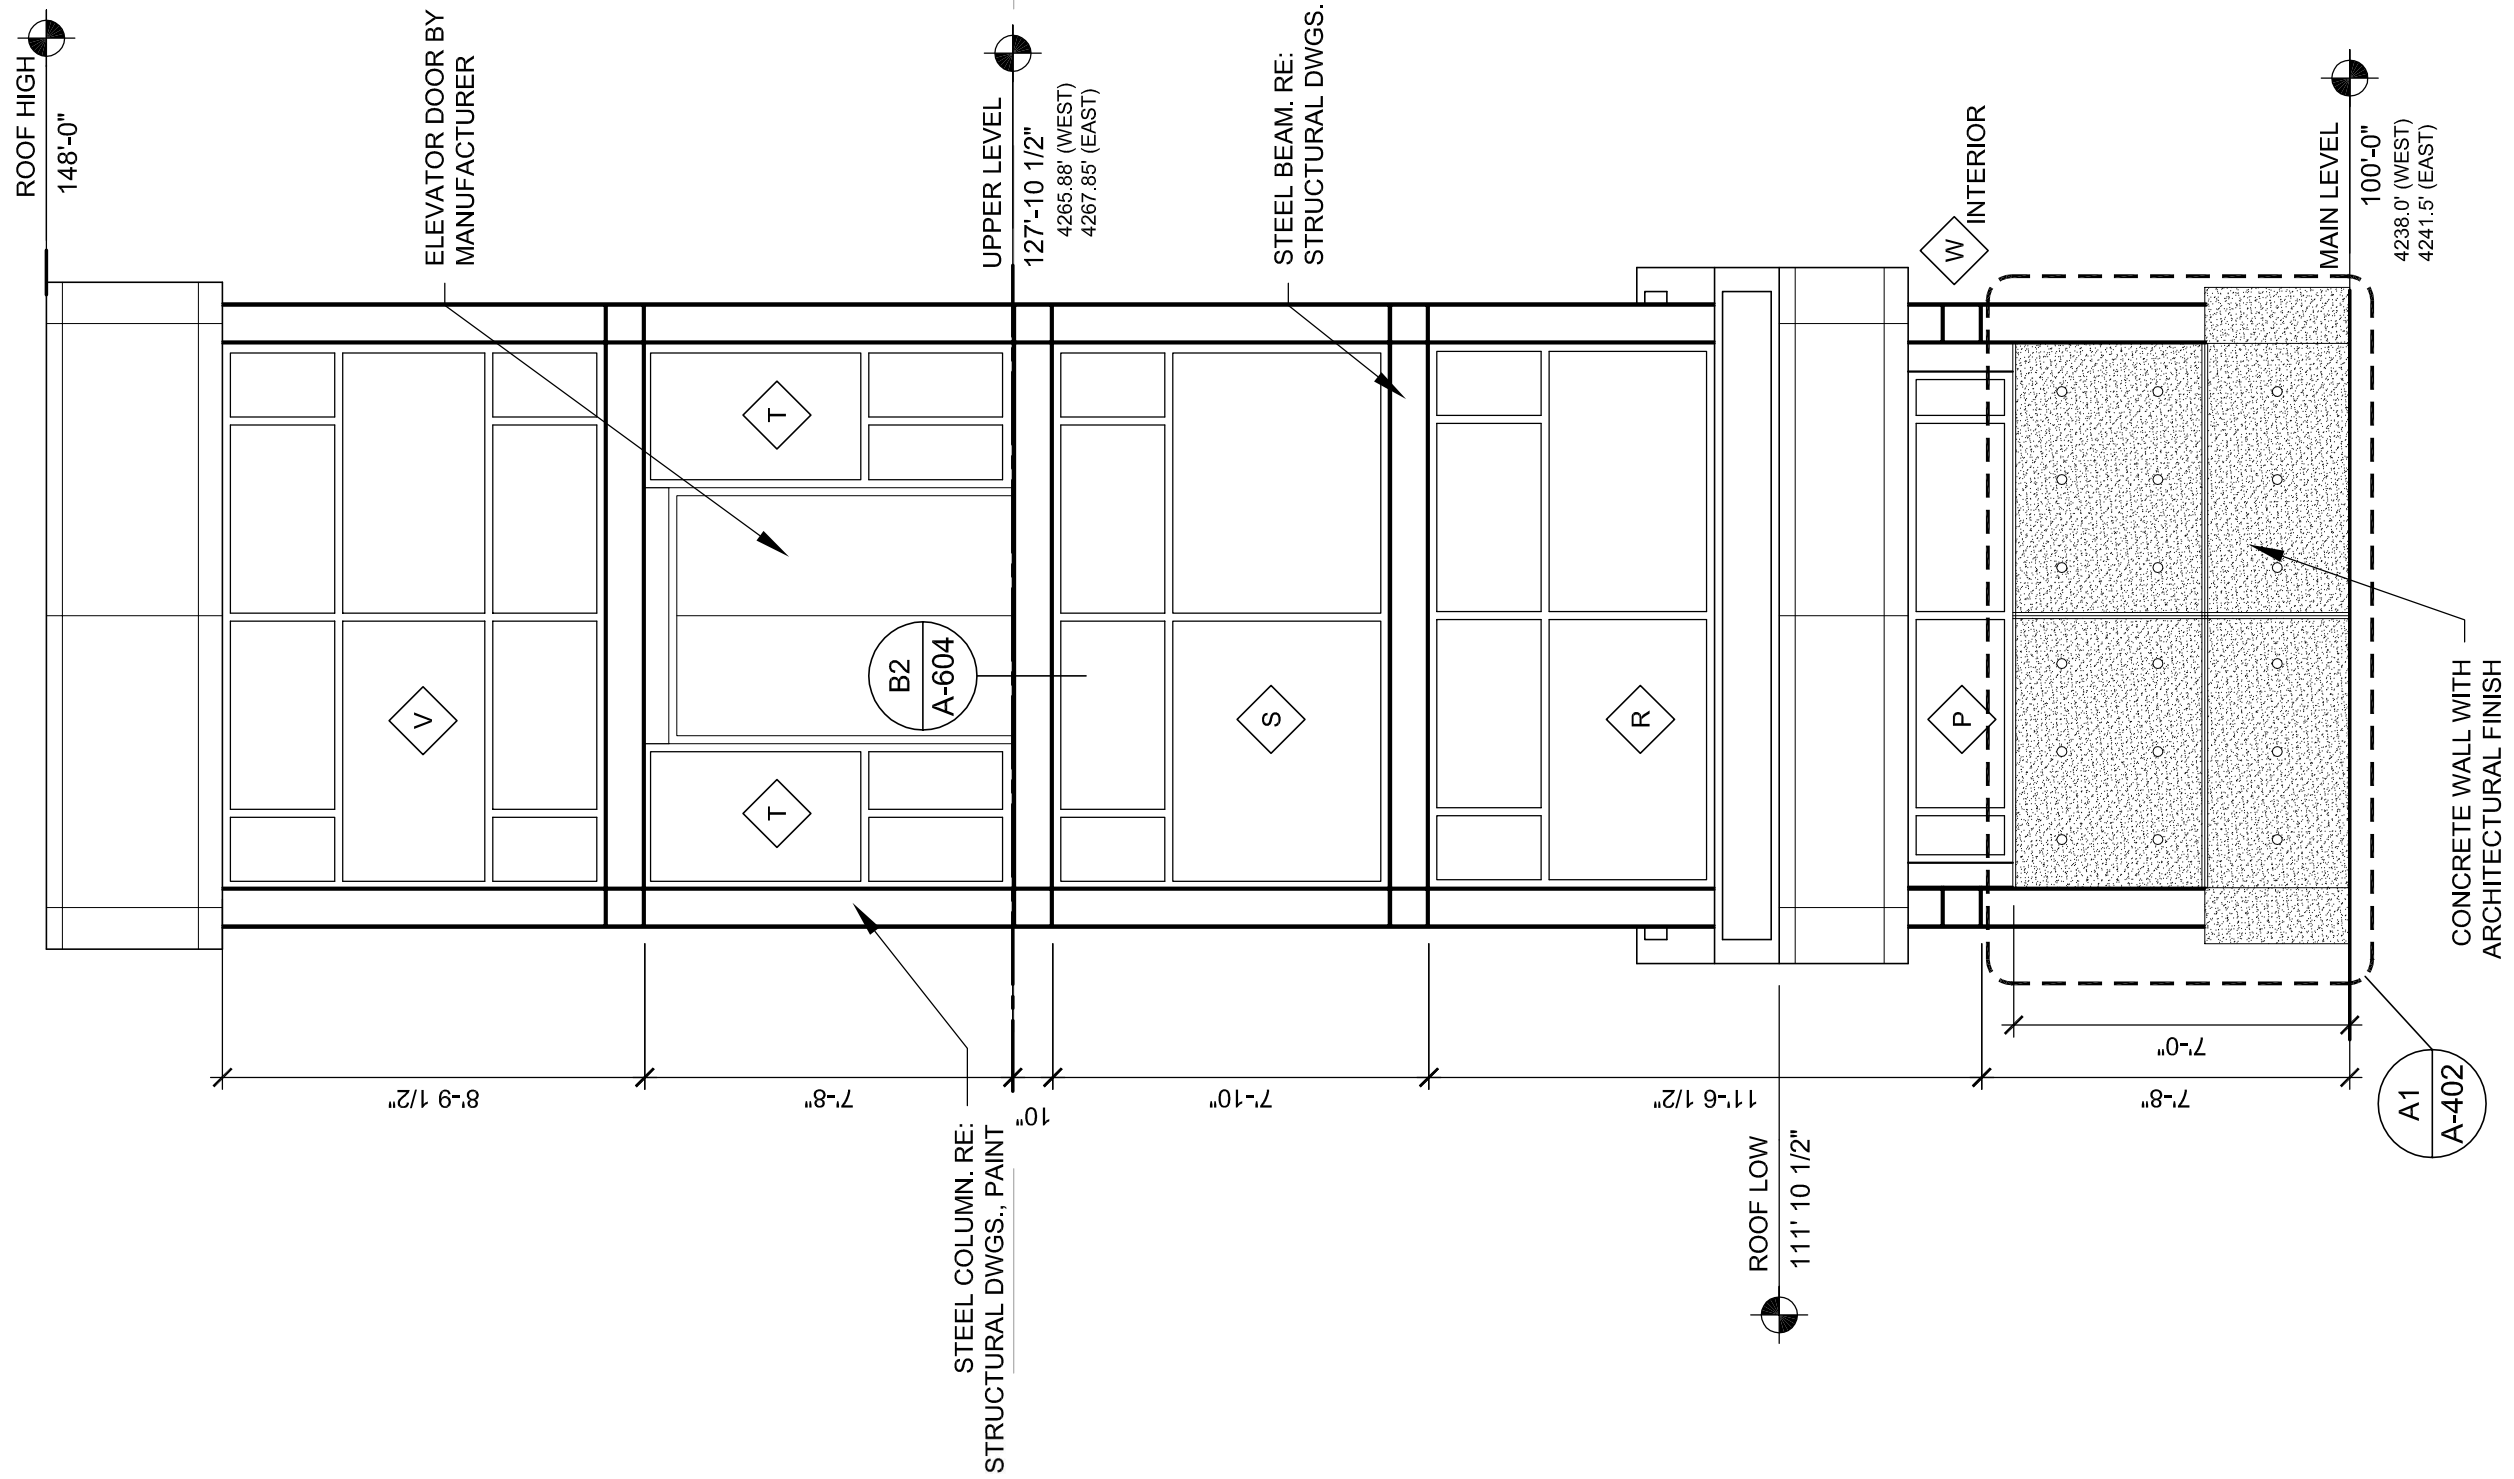 ROOF HIGH
148'-0"
ELEVATOR DOOR BY
MANUFACTURER
UPPER LEVEL
127'-10 1/2"
4265.88' (WEST)
4267.85' (EAST)
STEEL BEAM. RE:
STRUCTURAL DWGS.
W
INTERIOR
MAIN LEVEL
100'-0"
4238.0' (WEST)
4241.5' (EAST)
V
T
T
B2
A-604
S
R
P
CONCRETE WALL WITH
ARCHITECTURAL FINISH
8'-9 1/2"
7'-8"
10"
7'-10"
11'-6 1/2"
7'-0"
7'-8"
STEEL COLUMN. RE:
STRUCTURAL DWGS., PAINT
ROOF LOW
111' 10 1/2"
A1
A-402